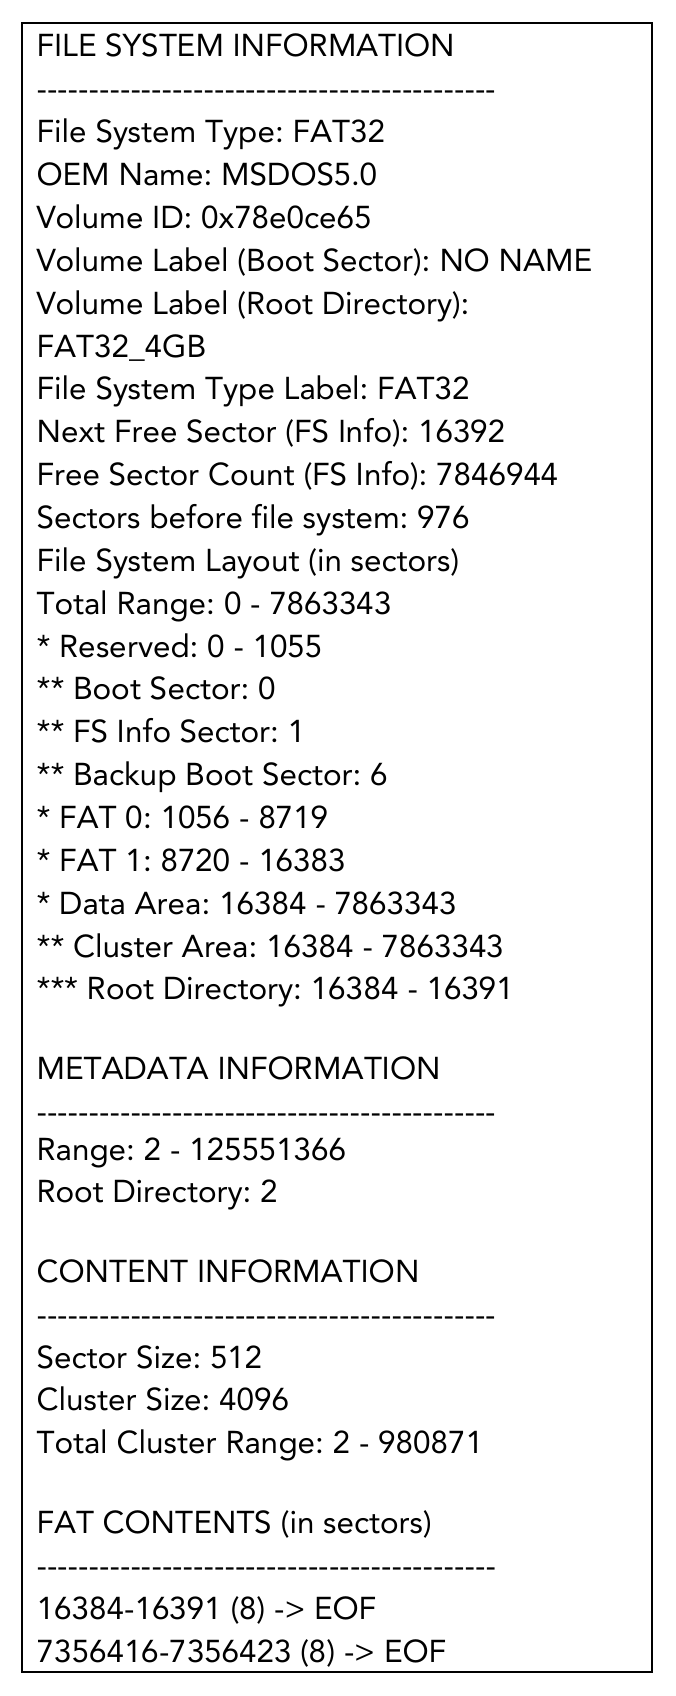 FILE SYSTEM INFORMATION
--------------------------------------------
File System Type: FAT32
OEM Name: MSDOS5.0
Volume ID: 0x78e0ce65
Volume Label (Boot Sector): NO NAME
Volume Label (Root Directory):
FAT32_4GB
File System Type Label: FAT32
Next Free Sector (FS Info): 16392
Free Sector Count (FS Info): 7846944
Sectors before file system: 976
File System Layout (in sectors)
Total Range: 0 - 7863343
* Reserved: 0 - 1055
** Boot Sector: 0
** FS Info Sector: 1
** Backup Boot Sector: 6
* FAT 0: 1056 - 8719
* FAT 1: 8720 - 16383
* Data Area: 16384 - 7863343
** Cluster Area: 16384 - 7863343
*** Root Directory: 16384 - 16391

METADATA INFORMATION
--------------------------------------------
Range: 2 - 125551366
Root Directory: 2

CONTENT INFORMATION
--------------------------------------------
Sector Size: 512
Cluster Size: 4096
Total Cluster Range: 2 - 980871

FAT CONTENTS (in sectors)
--------------------------------------------
16384-16391 (8) -> EOF
7356416-7356423 (8) -> EOF